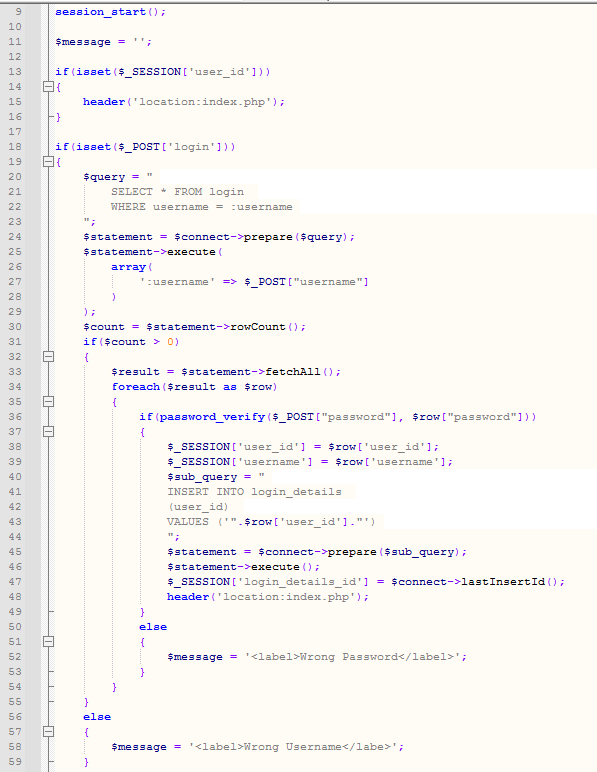 9 session_start();
10
11 $message = '';
12
13 if(isset($_SESSION['user_id']))
14 {
15 header('location:index.php');
16 }
17
18 if(isset($_POST['login']))
19 {
20 $query = "
21 SELECT * FROM login
22 WHERE username = :username
23 ";
24 $statement = $connect->prepare($query);
25 $statement->execute(
26 array(
27 ':username' => $_POST["username"]
28 )
29 );
30 $count = $statement->rowCount();
31 if($count > 0)
32 {
33 $result = $statement->fetchAll();
34 foreach($result as $row)
35 {
36 if(password_verify($_POST["password"], $row["password"]))
37 {
38 $_SESSION['user_id'] = $row['user_id'];
39 $_SESSION['username'] = $row['username'];
40 $sub_query = "
41 INSERT INTO login_details
42 (user_id)
43 VALUES ('".$row['user_id']."')
44 ";
45 $statement = $connect->prepare($sub_query);
46 $statement->execute();
47 $_SESSION['login_details_id'] = $connect->lastInsertId();
48 header('location:index.php');
49 }
50 else
51 {
52 $message = '<label>Wrong Password</label>';
53 }
54 }
55 }
56 else
57 {
58 $message = '<label>Wrong Username</labe>';
59 }